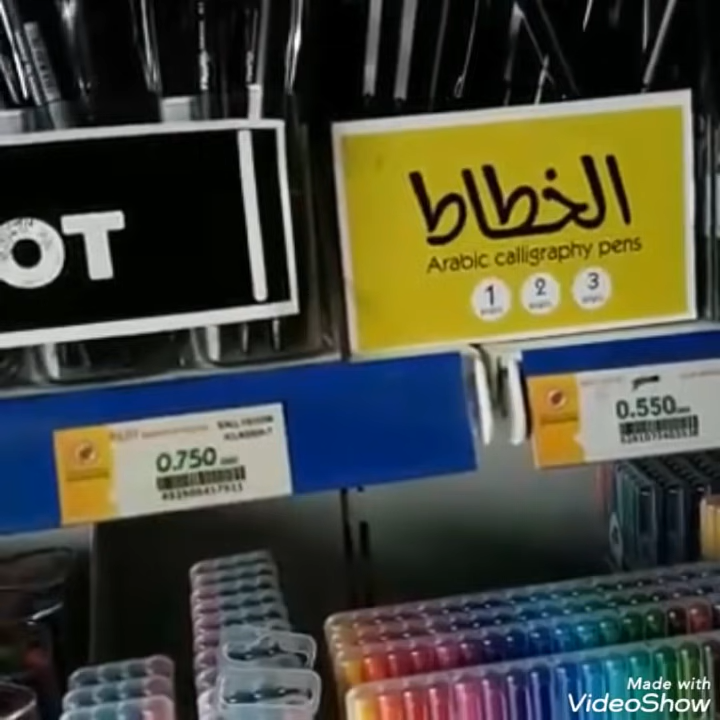 OT
الخطاط
Arabic calligraphy pens
1 2 3
0.750
0.550
Made with
VideoShow